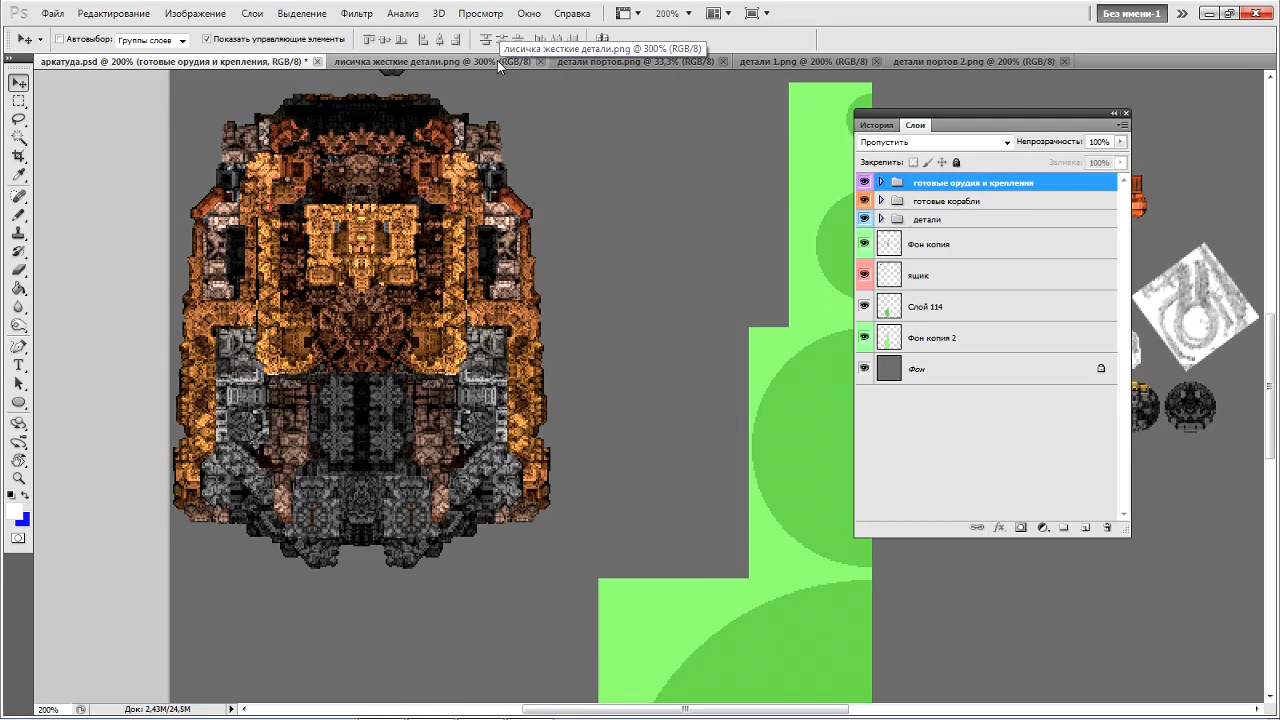 Ps Файл Редактирование Изображение Слои Выделение Фильтр Анализ 3D Просмотр Окно Справка 200% Без имени-1
Автовыбор: Группы слоев Показать управляющие элементы
лисичка жесткие детали.png @ 300% (RGB/8)
аркатуда.psd @ 200% (готовые орудия и крепления, RGB/8) * лисичка жесткие детали.png @ 300% (RGB/8) детали портов.png @ 33,3% (RGB/8) детали 1.png @ 200% (RGB/8) детали портов 2.png @ 200% (RGB/8)
История Слои
Пропустить Непрозрачность: 100%
Закрепить: Заливка: 100%
готовые орудия и крепления
готовые корабли
детали
Фон копия
ящик
Слой 114
Фон копия 2
Фон
fx
200% Док: 2,43M/24,5M